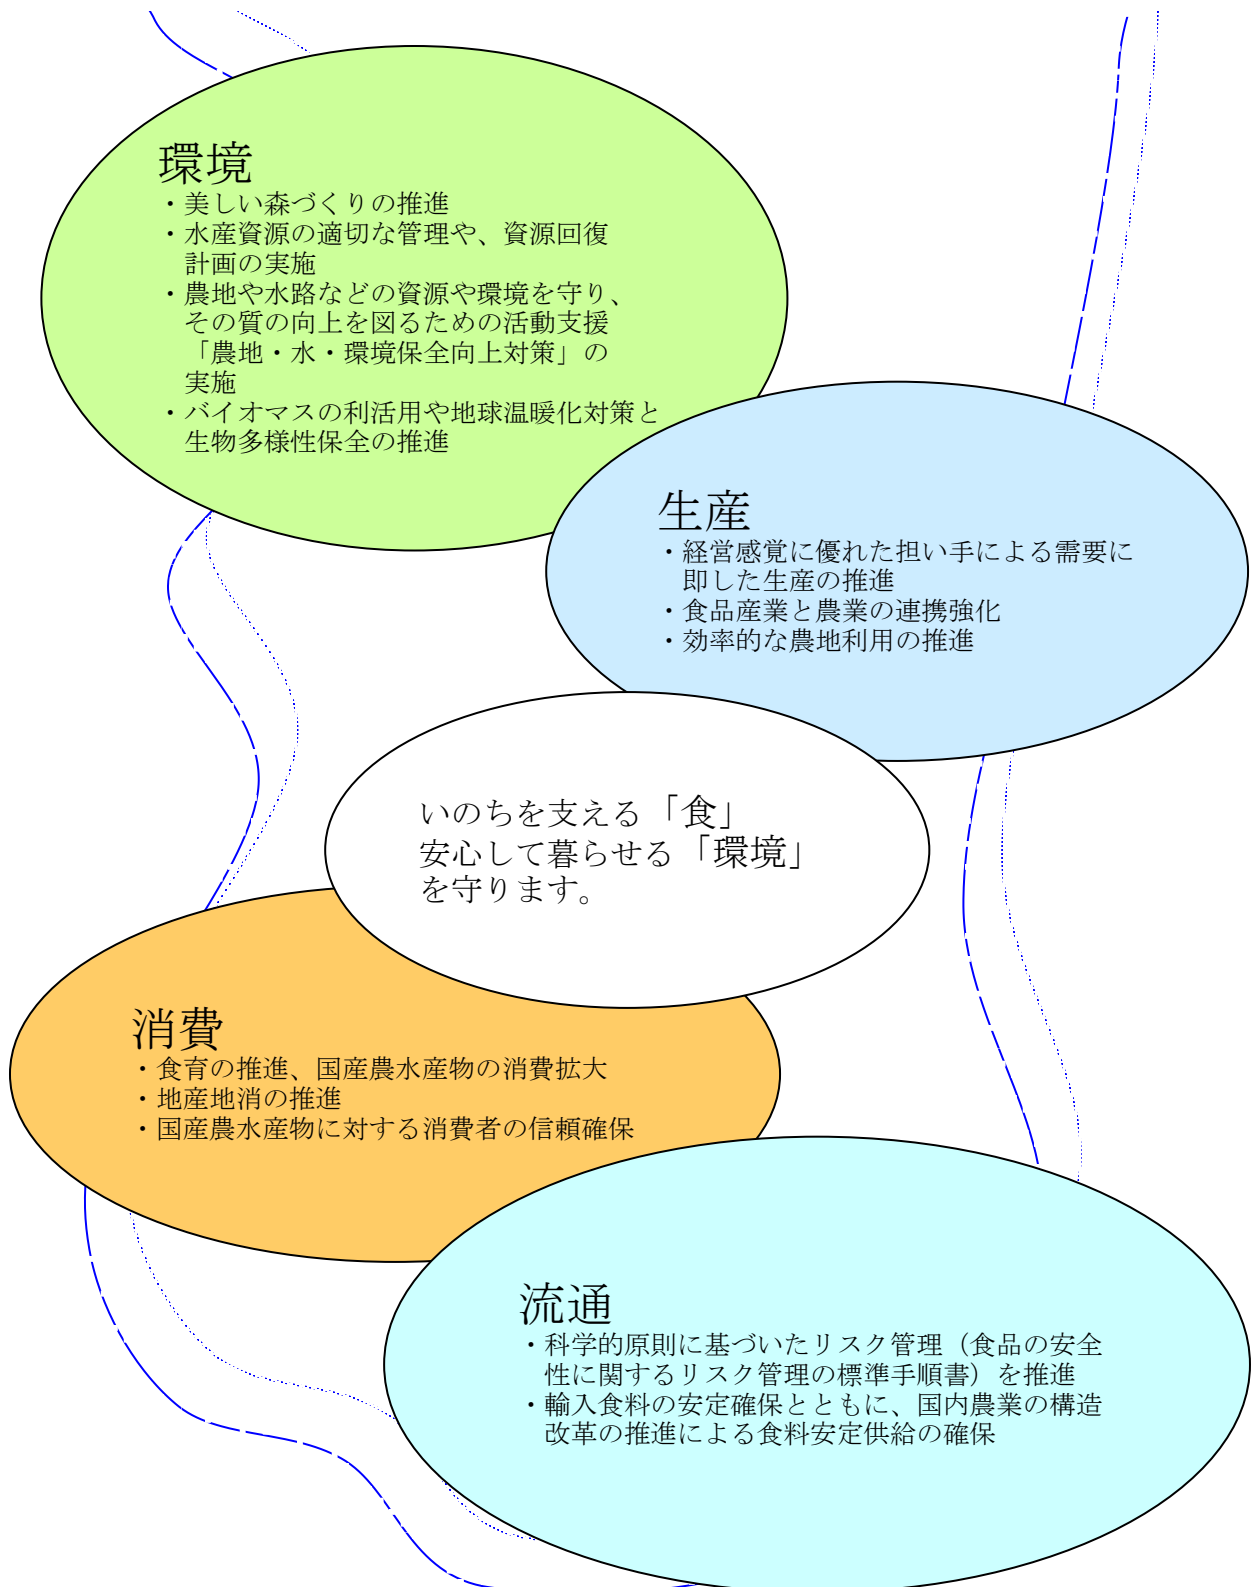 環境
・美しい森づくりの推進
・水産資源の適切な管理や、資源回復
計画の実施
・農地や水路などの資源や環境を守り、
その質の向上を図るための活動支援
「農地・水・環境保全向上対策」の
実施
・バイオマスの利活用や地球温暖化対策と
生物多様性保全の推進
生産
・経営感覚に優れた担い手による需要に
即した生産の推進
・食品産業と農業の連携強化
・効率的な農地利用の推進
いのちを支える「食」
安心して暮らせる「環境」
を守ります。
消費
・食育の推進、国産農水産物の消費拡大
・地産地消の推進
・国産農水産物に対する消費者の信頼確保
流通
・科学的原則に基づいたリスク管理（食品の安全
性に関するリスク管理の標準手順書）を推進
・輸入食料の安定確保とともに、国内農業の構造
改革の推進による食料安定供給の確保